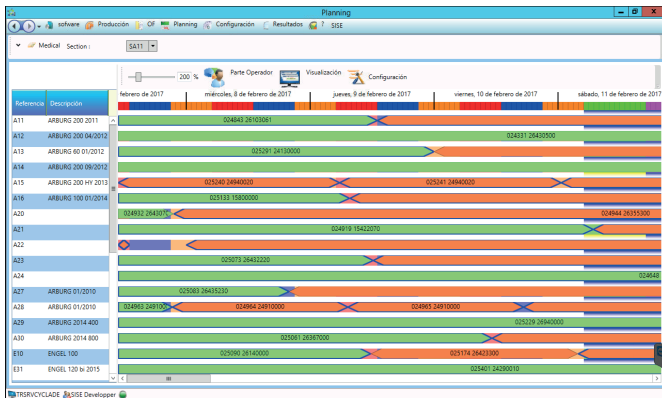 Planning
sofware Producción OF Planning Configuración Resultados ? SISE
Medical Section : SA11
200 % Parte Operador Visualización Configuración
febrero de 2017 miércoles, 8 de febrero de 2017 jueves, 9 de febrero de 2017 viernes, 10 de febrero de 2017 sábado, 11 de febrero de 2017
Referencia Descripción
A11 ARBURG 200 2011 024843 26103061
A12 ARBURG 200 04/2012 024331 26430500
A13 ARBURG 60 01/2012 025291 24130000
A14 ARBURG 200 09/2012
A15 ARBURG 200 HY 2013 025240 24940020 025241 24940020
A16 ARBURG 100 01/2014 025133 15800000
A20 024932 2643070 024944 26355300
A21 024919 15422070
A22
A23 025073 26432220
A24 024648
A27 ARBURG 01/2010 025083 26435230
A28 ARBURG 01/2010 024963 249100 024964 24910000 024965 24910000
A29 ARBURG 2014 400 025229 26940000
A30 ARBURG 2014 800 025081 26367000
E10 ENGEL 100 025090 26140000 025174 26423300
E31 ENGEL 120 bi 2015 025401 24290010
TRSRVCYCLADE SISE Developper